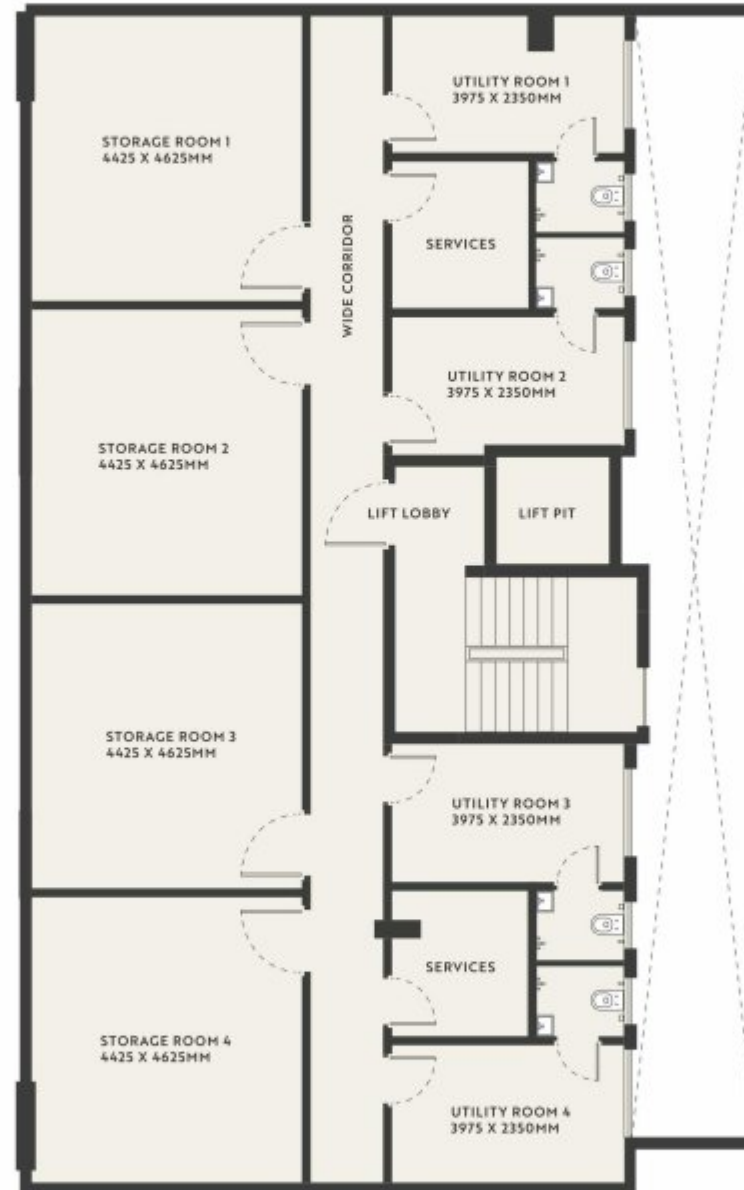 UTILITY ROOM 1
3975 X 2350MM
STORAGE ROOM 1
4425 X 4625MM
WIDE CORRIDOR
SERVICES
UTILITY ROOM 2
3975 X 2350MM
STORAGE ROOM 2
4425 X 4625MM
LIFT LOBBY
LIFT PIT
STORAGE ROOM 3
4425 X 4625MM
UTILITY ROOM 3
3975 X 2350MM
SERVICES
STORAGE ROOM 4
4425 X 4625MM
UTILITY ROOM 4
3975 X 2350MM